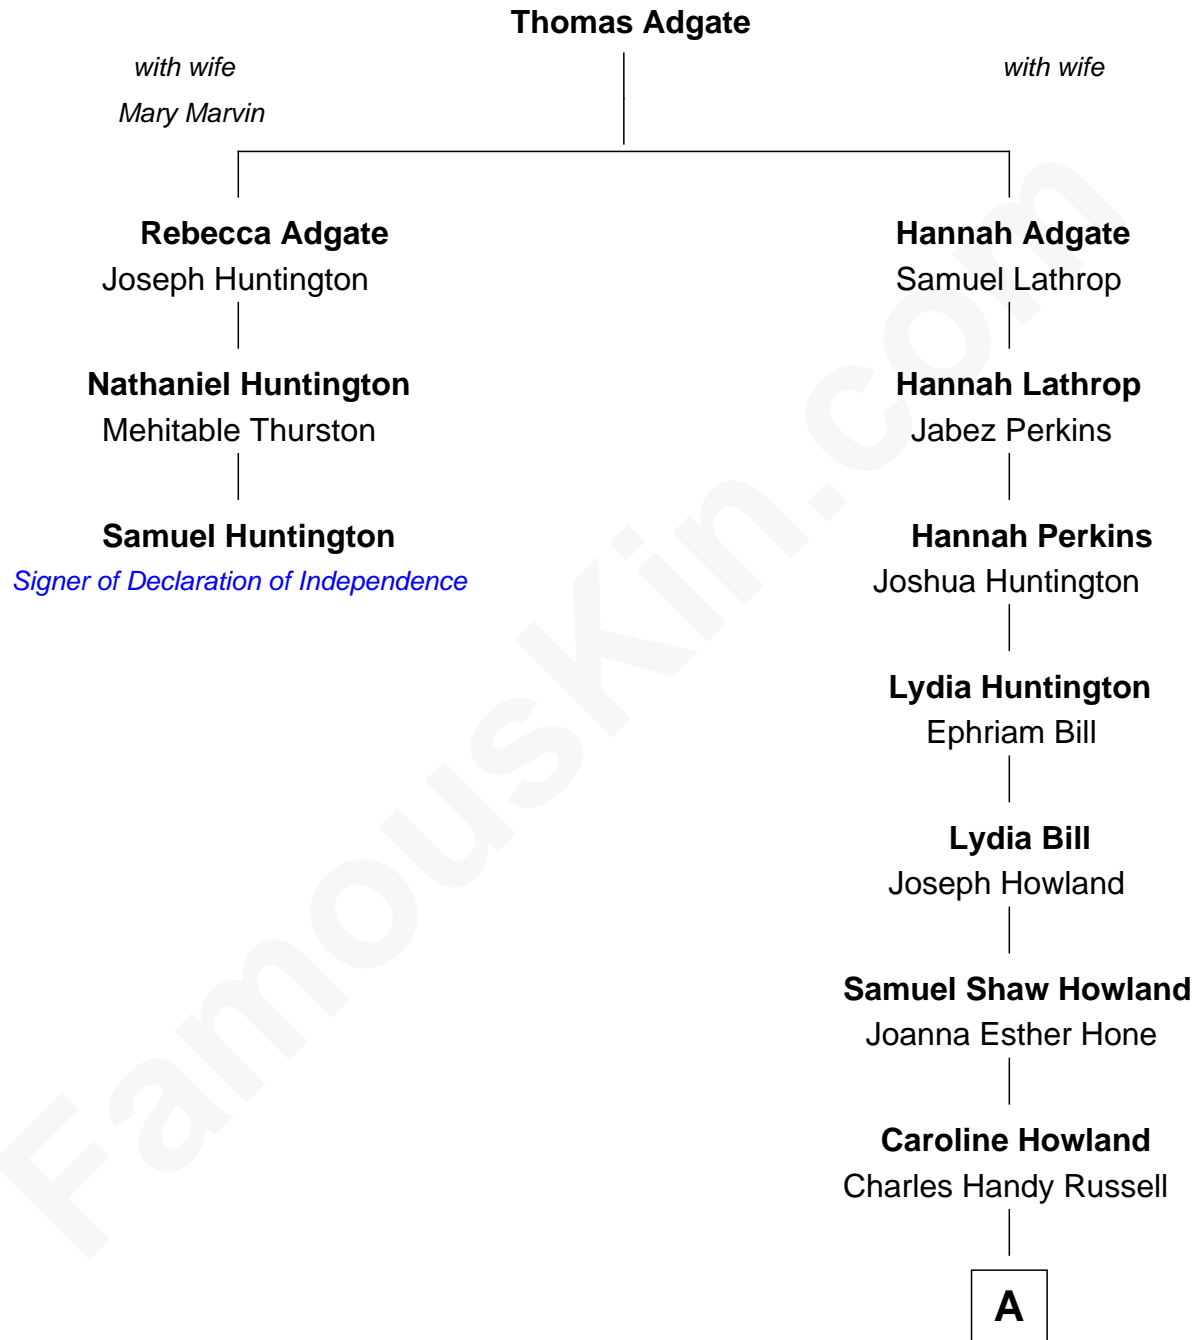 Thomas Adgate
with wife
Mary Marvin
with wife
Rebecca Adgate
Joseph Huntington
Hannah Adgate
Samuel Lathrop
Nathaniel Huntington
Mehitable Thurston
Hannah Lathrop
Jabez Perkins
Samuel Huntington
Signer of Declaration of Independence
Hannah Perkins
Joshua Huntington
Lydia Huntington
Ephriam Bill
Lydia Bill
Joseph Howland
Samuel Shaw Howland
Joanna Esther Hone
Caroline Howland
Charles Handy Russell
A
FamousKin.com